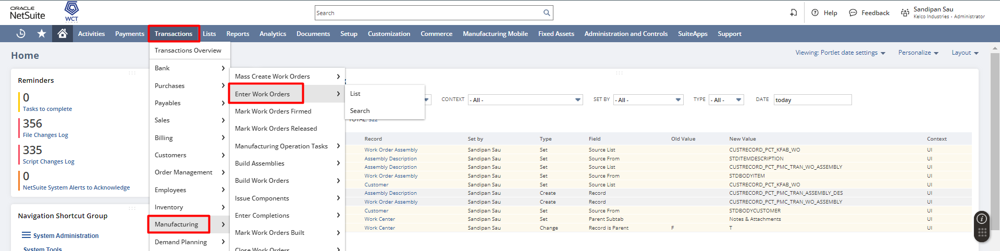 ORACLE
NetSuite
WCT
Search
Help
Feedback
Sandipan Sau
Kelco Industries - Administrator
Activities Payments Transactions Lists Reports Analytics Documents Setup Customization Commerce Manufacturing Mobile Fixed Assets Administration and Controls SuiteApps Support
Home
Viewing: Portlet date settings Personalize Layout
Transactions Overview
Bank
Purchases
Payables
Sales
Billing
Customers
Order Management
Employees
Inventory
Manufacturing
Demand Planning
Mass Create Work Orders
Enter Work Orders
Mark Work Orders Firmed
Mark Work Orders Released
Manufacturing Operation Tasks
Build Assemblies
Build Work Orders
Issue Components
Enter Completions
Mark Work Orders Built
Close Work Orders
List
Search
Reminders
0
Tasks to complete
356
File Changes Log
335
Script Changes Log
0
NetSuite System Alerts to Acknowledge
Navigation Shortcut Group
System Administration
System Tools
CONTEXT - All - SET BY - All - TYPE - All - DATE today
TOTAL: 322
Record Set by Type Field Old Value New Value Context
Work Order Assembly Sandipan Sau Set Source List CUSTRECORD_PCT_KFAB_WO UI
Assembly Description Sandipan Sau Set Source From STDITEMDESCRIPTION UI
Assembly Description Sandipan Sau Set Source List CUSTRECORD_PCT_PMC_TRAN_WO_ASSEMBLY UI
Work Order Assembly Sandipan Sau Set Source From STDBODYITEM UI
Customer Sandipan Sau Set Source List CUSTRECORD_PCT_KFAB_WO UI
Assembly Description Sandipan Sau Create Record CUSTRECORD_PCT_PMC_TRAN_ASSEMBLY_DES UI
Work Order Assembly Sandipan Sau Create Record CUSTRECORD_PCT_PMC_TRAN_WO_ASSEMBLY UI
Customer Sandipan Sau Set Source From STDBODYCUSTOMER UI
Work Center Sandipan Sau Set Parent Subtab Notes & Attachments UI
Work Center Sandipan Sau Change Record is Parent F T UI